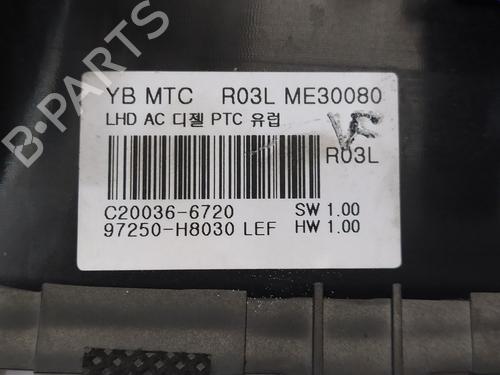 YB MTC R03L ME30080
LHD AC 디젤 PTC 유럽
R03L
C20036-6720 SW 1.00
97250-H8030 LEF HW 1.00
B-PARTS